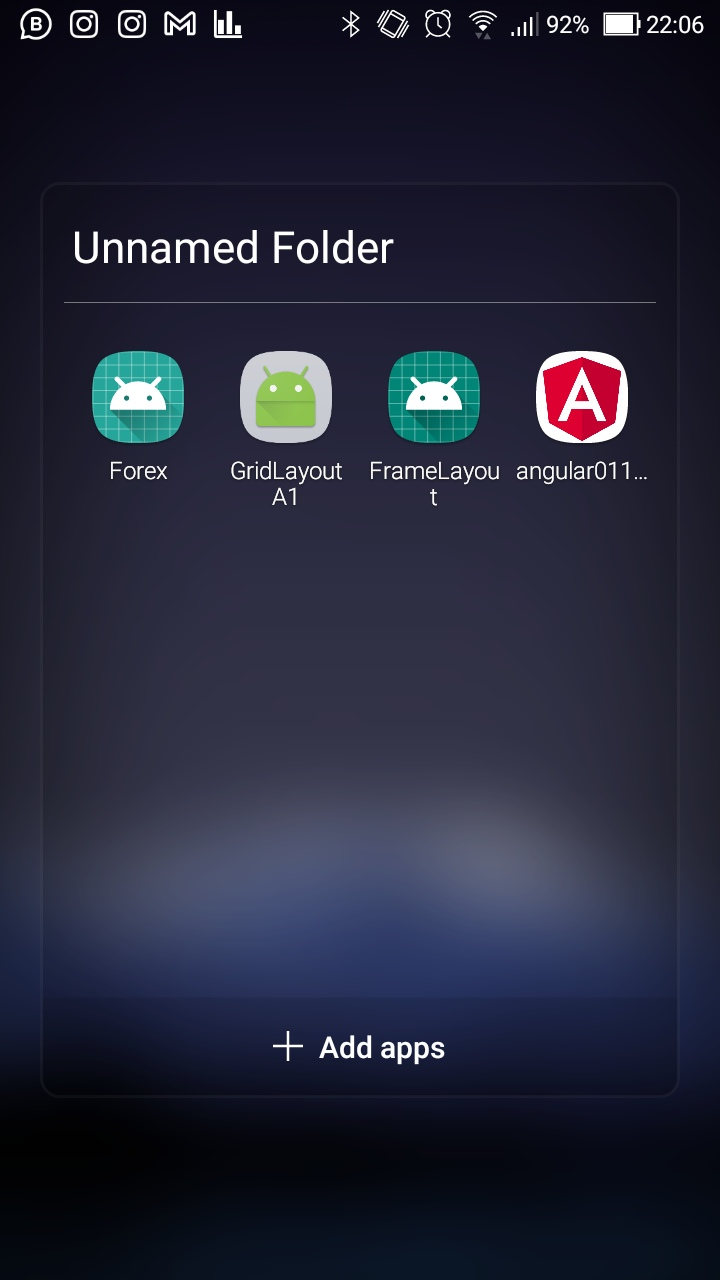 92% 22:06
Unnamed Folder
Forex
GridLayout
A1
FrameLayou
t
angular011...
Add apps